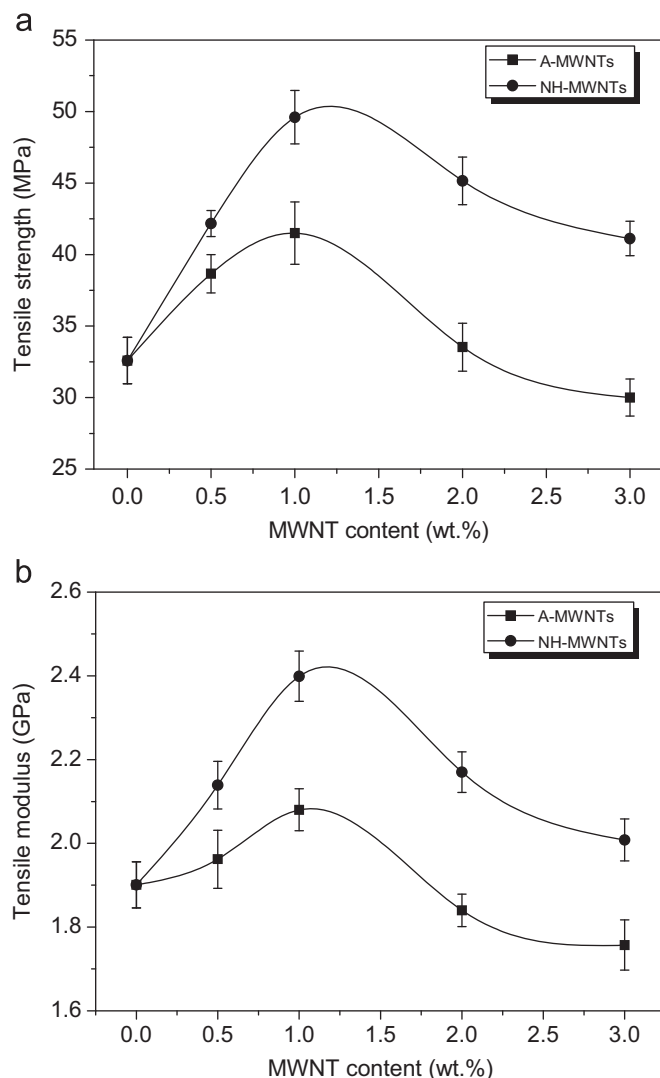 a
55
50
45
40
35
30
25
Tensile strength (MPa)
A-MWNTs
NH-MWNTs
0.0 0.5 1.0 1.5 2.0 2.5 3.0
MWNT content (wt.%)
b
2.6
2.4
2.2
2.0
1.8
1.6
Tensile modulus (GPa)
A-MWNTs
NH-MWNTs
0.0 0.5 1.0 1.5 2.0 2.5 3.0
MWNT content (wt.%)